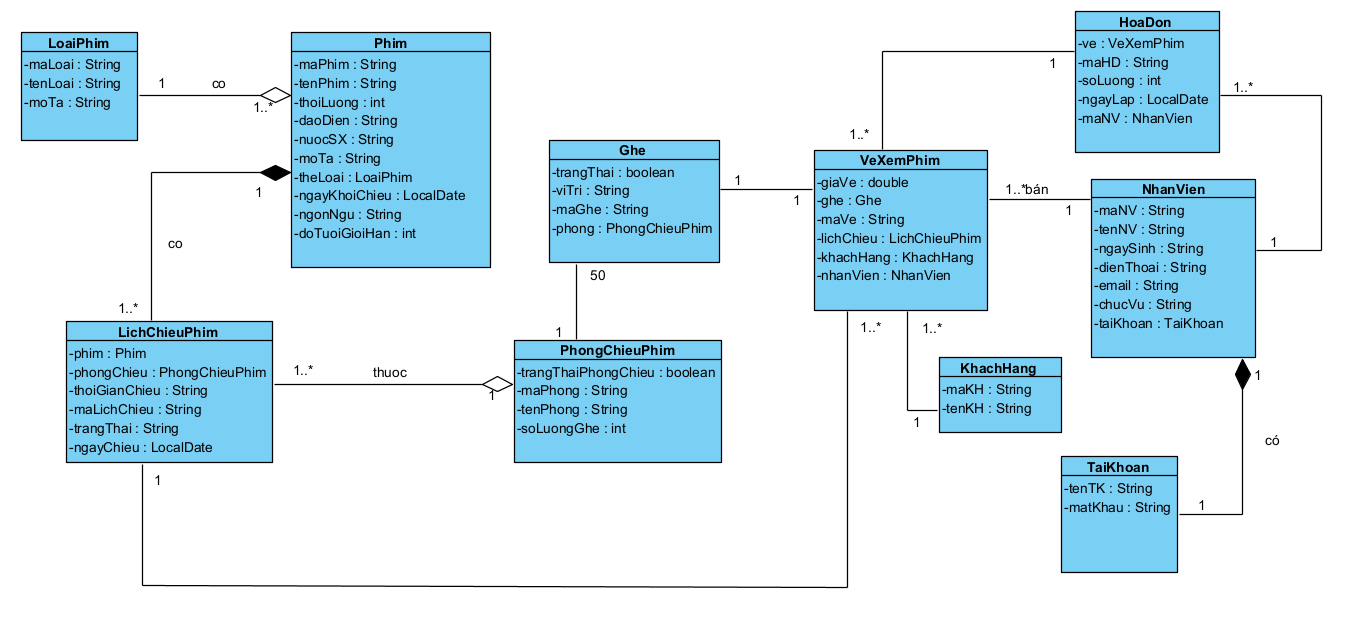 LoaiPhim
-maLoai : String
-tenLoai : String
-moTa : String
1
co
1..*
Phim
-maPhim : String
-tenPhim : String
-thoiLuong : int
-daoDien : String
-nuocSX : String
-moTa : String
-theLoai : LoaiPhim
-ngayKhoiChieu : LocalDate
-ngonNgu : String
-doTuoiGioiHan : int
1
co
1..*
LichChieuPhim
-phim : Phim
-phongChieu : PhongChieuPhim
-thoiGianChieu : String
-maLichChieu : String
-trangThai : String
-ngayChieu : LocalDate
1..*
thuoc
1
1
Ghe
-trangThai : boolean
-viTri : String
-maGhe : String
-phong : PhongChieuPhim
50
1
PhongChieuPhim
-trangThaiPhongChieu : boolean
-maPhong : String
-tenPhong : String
-soLuongGhe : int
1
1
VeXemPhim
-giaVe : double
-ghe : Ghe
-maVe : String
-lichChieu : LichChieuPhim
-khachHang : KhachHang
-nhanVien : NhanVien
1..*
1
1..*
1..*
1
HoaDon
-ve : VeXemPhim
-maHD : String
-soLuong : int
-ngayLap : LocalDate
-maNV : NhanVien
1..*
1
1..*bán
1
NhanVien
-maNV : String
-tenNV : String
-ngaySinh : String
-dienThoai : String
-email : String
-chucVu : String
-taiKhoan : TaiKhoan
KhachHang
-maKH : String
-tenKH : String
1
có
1
TaiKhoan
-tenTK : String
-matKhau : String